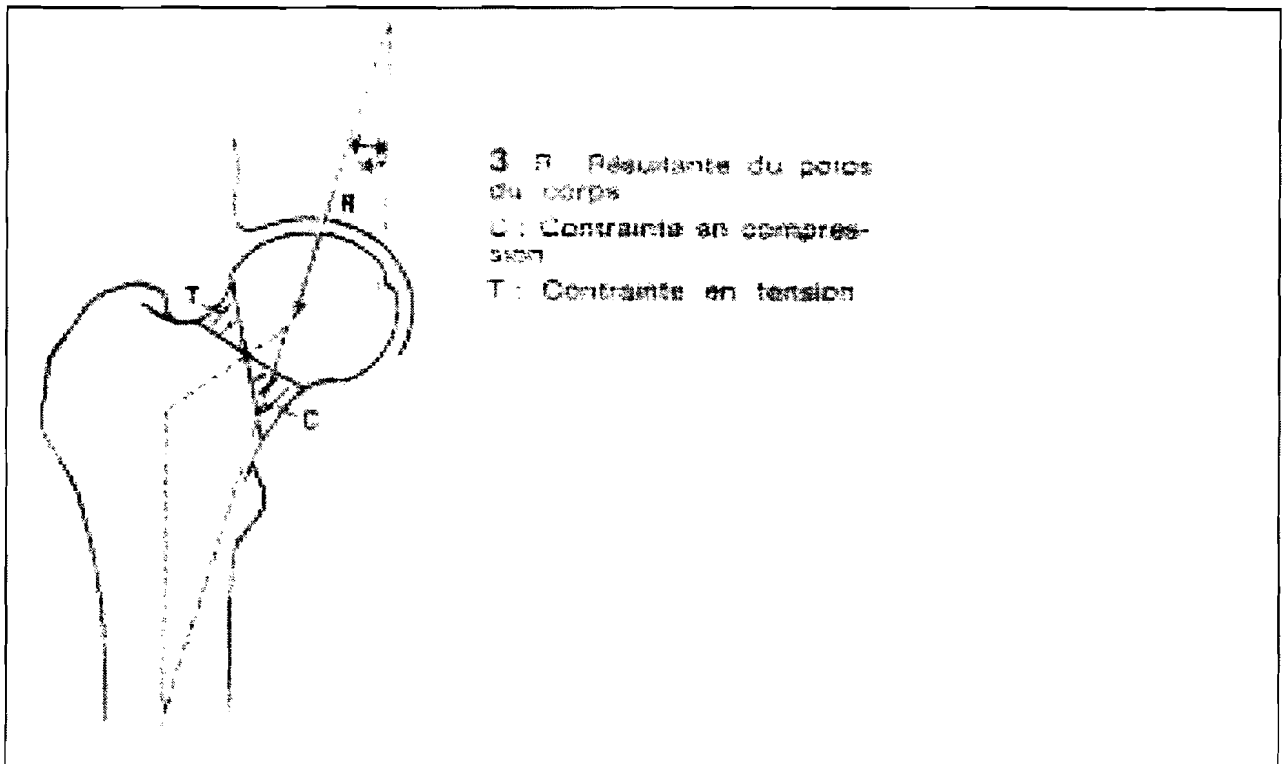 R
T
C
3 R Résultante du poids
du corps
C : Contrainte en compres-
sion
T : Contrainte en tension